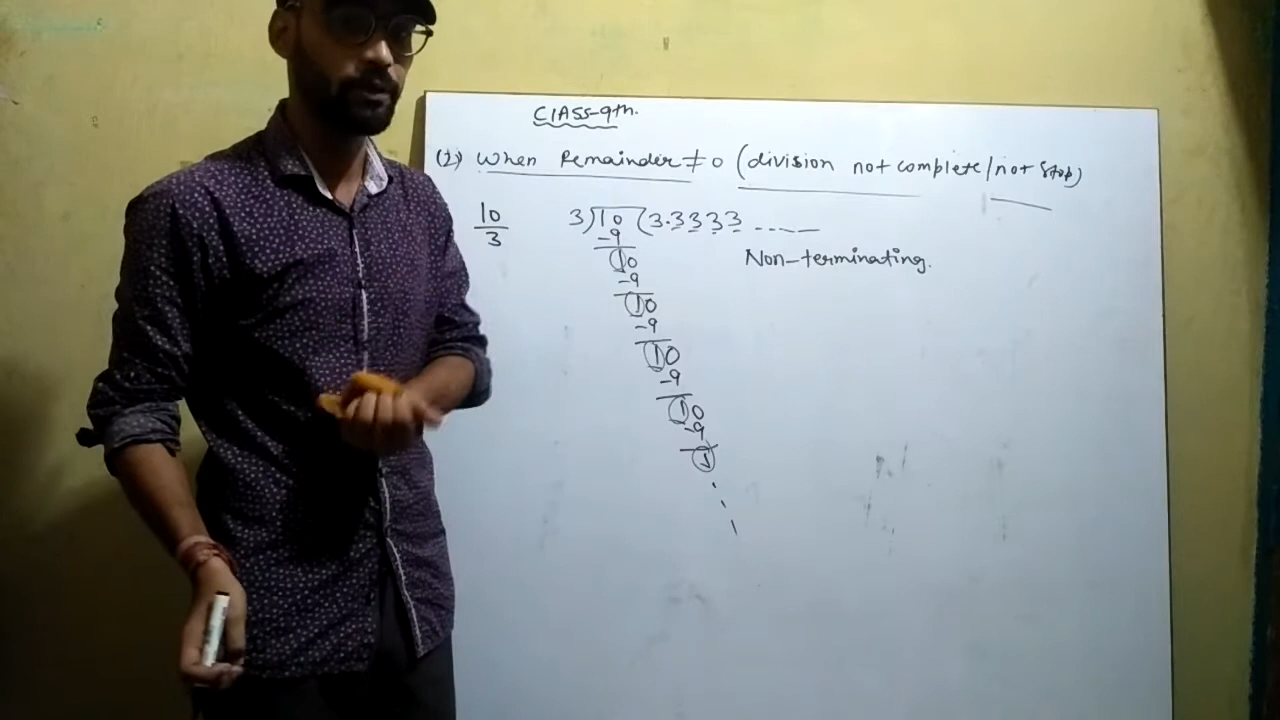 CLASS-9th.
(2) When Remainder ≠ 0 (division not complete/not stop)
10/3 3)10(3.3333 ......
-9
10
-9
10
-9
10
-9
10
-9
1
Non-terminating.